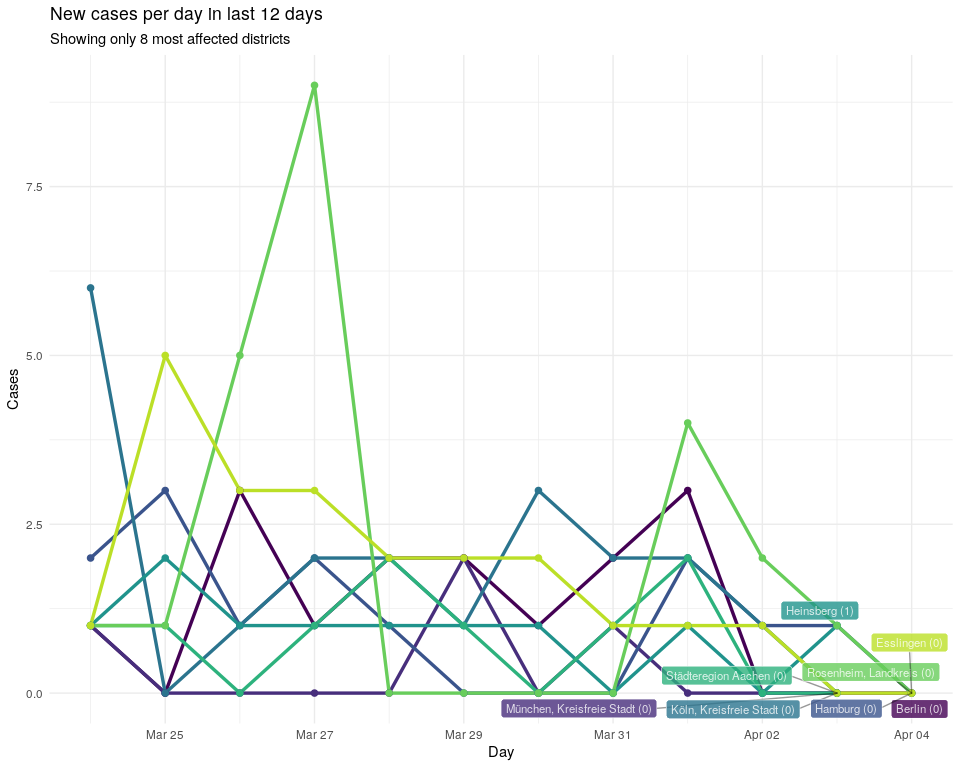 New cases per day in last 12 days
Showing only 8 most affected districts
Cases
7.5
5.0
2.5
0.0
Heinsberg (1)
Esslingen (0)
Rosenheim, Landkreis (0)
Städteregion Aachen (0)
München, Kreisfreie Stadt (0)
Köln, Kreisfreie Stadt (0)
Hamburg (0)
Berlin (0)
Mar 25
Mar 27
Mar 29
Mar 31
Apr 02
Apr 04
Day